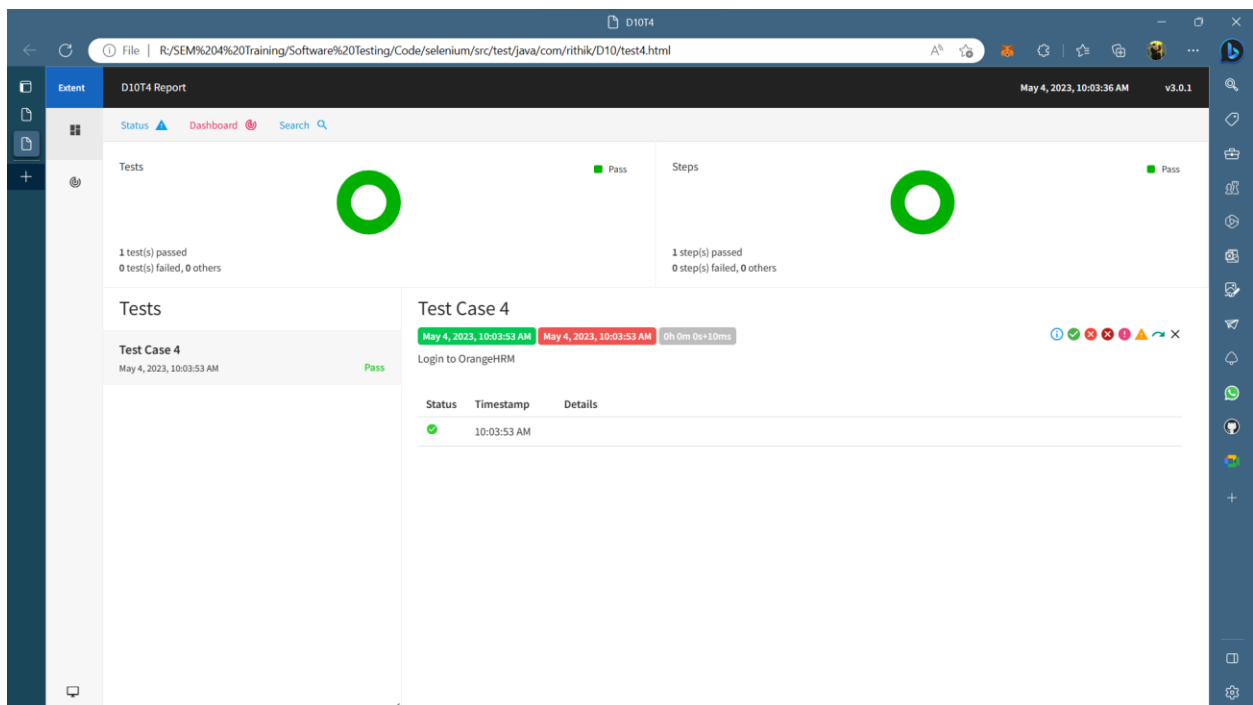 D10T4
File | R:/SEM%204%20Training/Software%20Testing/Code/selenium/src/test/java/com/rithik/D10/test4.html
Extent D10T4 Report May 4, 2023, 10:03:36 AM v3.0.1
Status Dashboard Search
Tests Pass
1 test(s) passed
0 test(s) failed, 0 others
Steps Pass
1 step(s) passed
0 step(s) failed, 0 others
Tests
Test Case 4
May 4, 2023, 10:03:53 AM Pass
Test Case 4
May 4, 2023, 10:03:53 AM May 4, 2023, 10:03:53 AM 0h 0m 0s+10ms
Login to OrangeHRM
Status Timestamp Details
10:03:53 AM